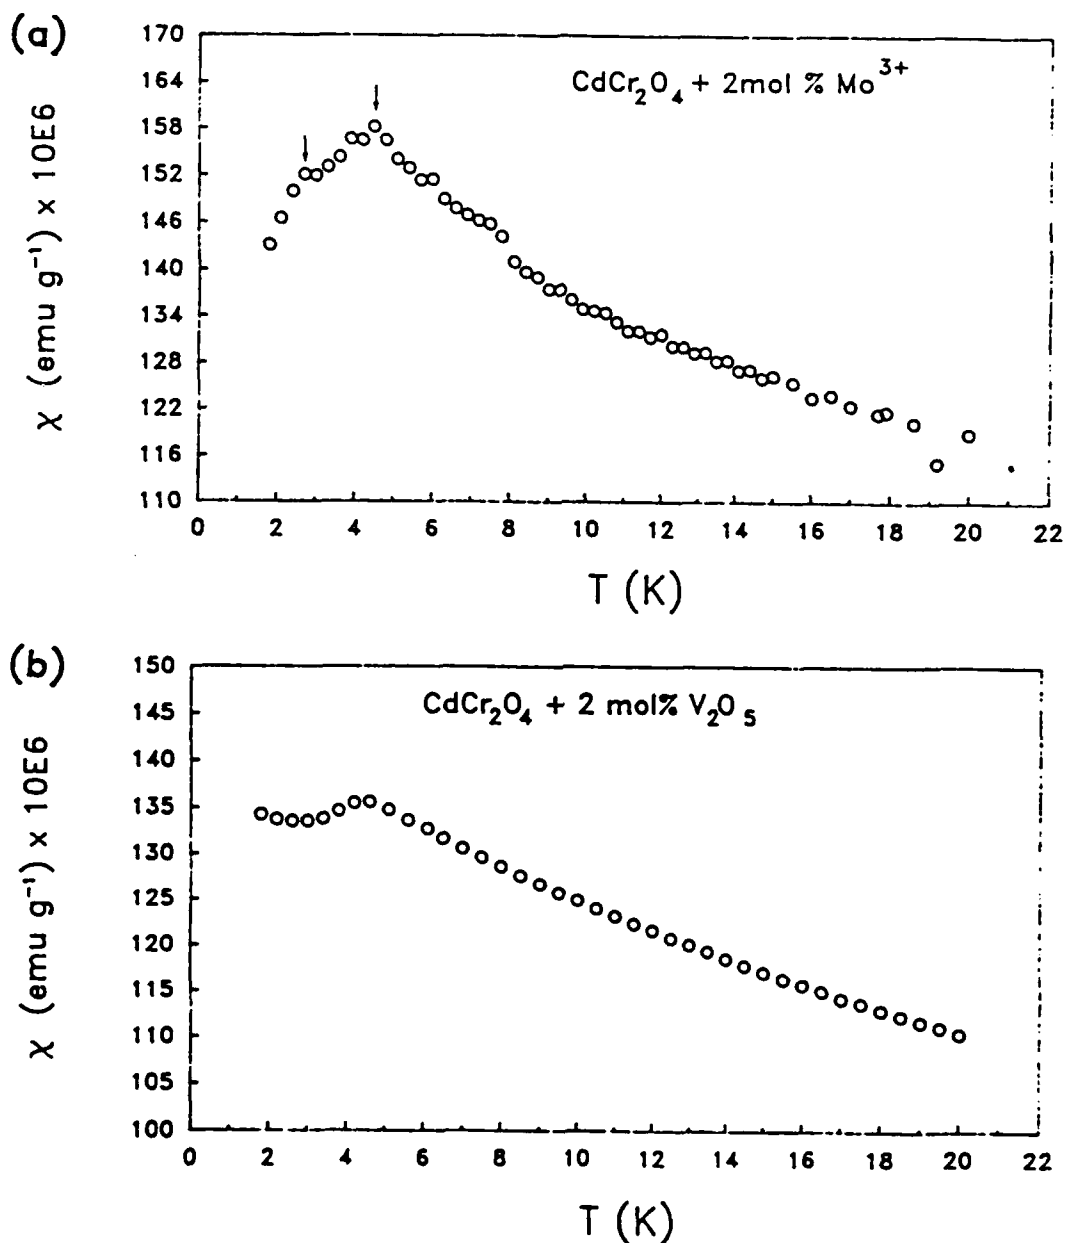 (a)
170
164
158
152
146
140
134
128
122
116
110
χ (emu g⁻¹) x 10E6
CdCr₂O₄ + 2mol % Mo³⁺
0 2 4 6 8 10 12 14 16 18 20 22
T (K)
(b)
150
145
140
135
130
125
120
115
110
105
100
χ (emu g⁻¹) x 10E6
CdCr₂O₄ + 2 mol% V₂O₅
0 2 4 6 8 10 12 14 16 18 20 22
T (K)